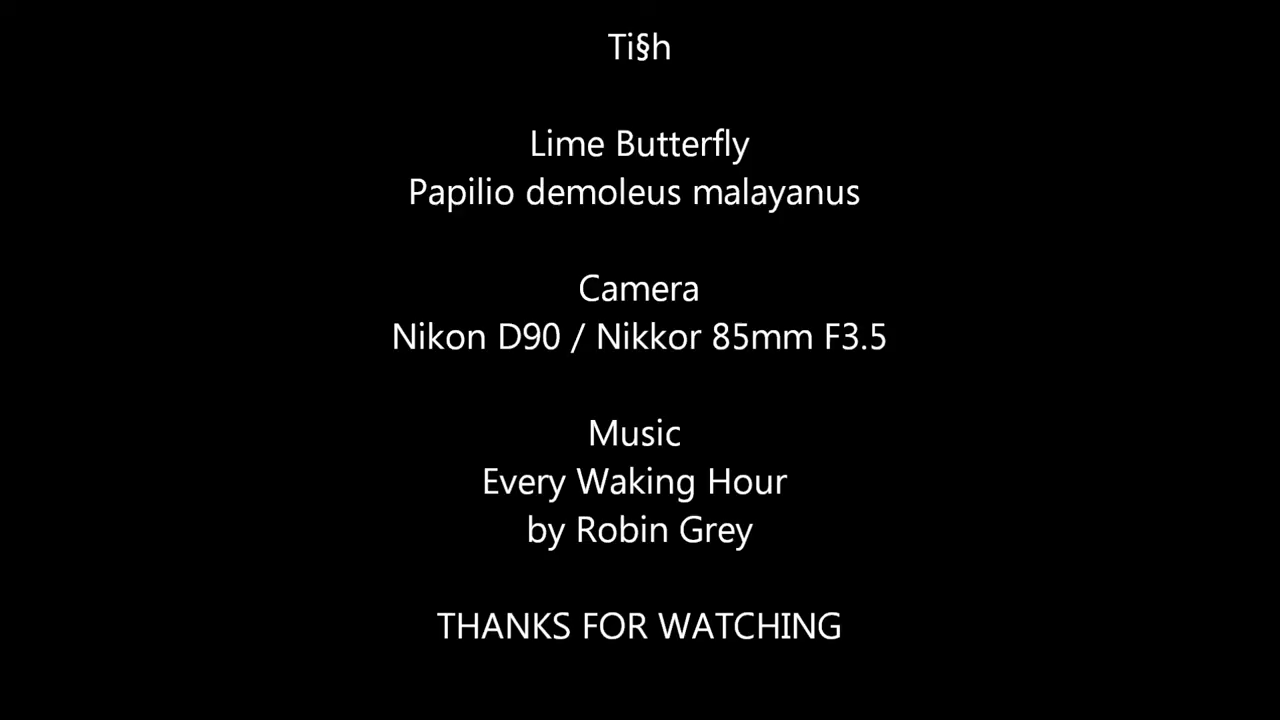 Ti§h
Lime Butterfly
Papilio demoleus malayanus
Camera
Nikon D90 / Nikkor 85mm F3.5
Music
Every Waking Hour
by Robin Grey
THANKS FOR WATCHING